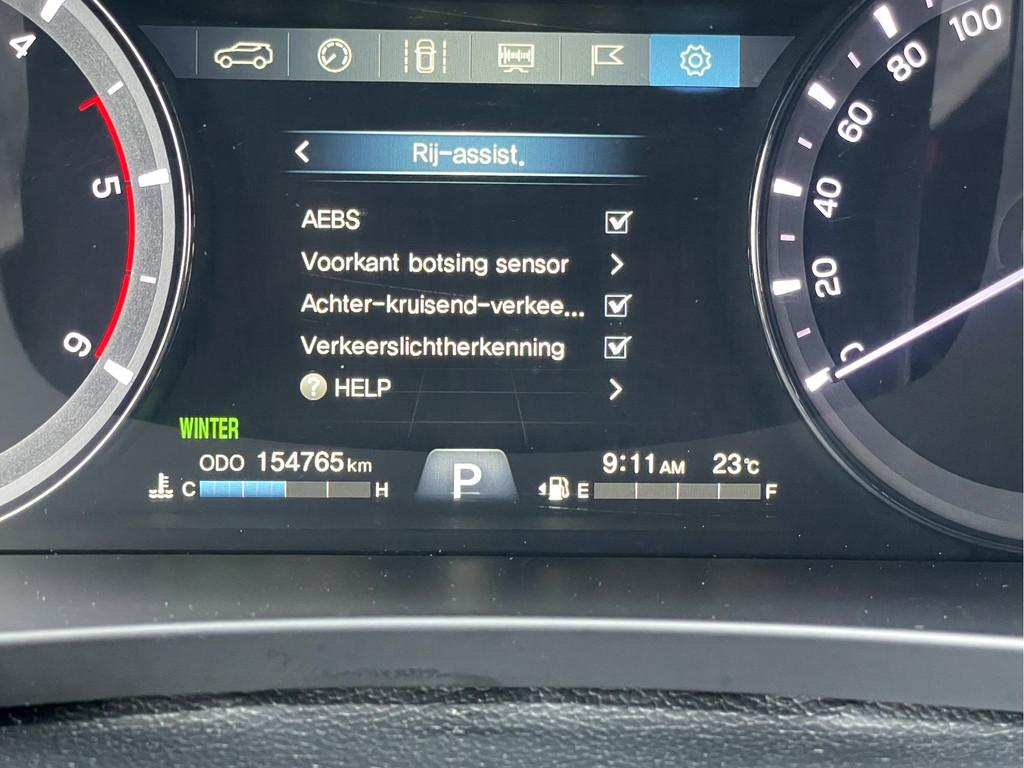 4
5
6
Rij-assist.
AEBS
Voorkant botsing sensor
Achter-kruisend-verkee...
Verkeerslichtherkenning
? HELP
WINTER
ODO 154765 km
C H
P
9:11 AM 23°C
E F
100
80
60
40
20
0